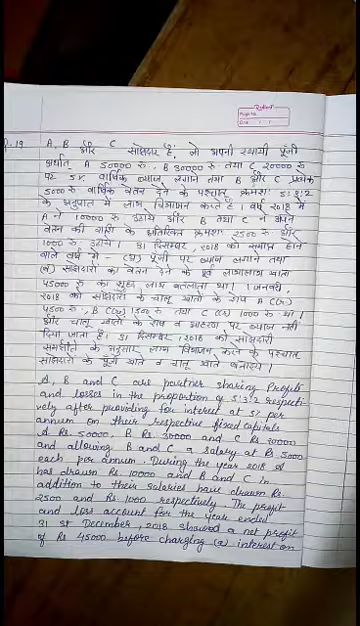 Page No.
Date
Q.19 A, B और C साझेदार हैं, जो अपनी स्थायी पूँजी
अर्थात A 50000 रु., B 30000 रु. तथा C 20000 रु.
पर 5% वार्षिक ब्याज लगाने तथा B और C प्रत्येक
5000 रु. वार्षिक वेतन देने के पश्चात् क्रमशः 5:3:2
के अनुपात में लाभ विभाजन करते हैं। वर्ष 2018 में
A ने 10000 रु. उठाये और B तथा C ने अपने
वेतन की राशि के अतिरिक्त क्रमशः 2500 रु. और
1000 रु. उठाये। 31 दिसम्बर, 2018 को समाप्त होने
वाले वर्ष में - (अ) पूँजी पर ब्याज लगाने तथा
(ब) साझेदारों का वेतन देने के पूर्व लाभालाभ खाता
45000 रु. का शुद्ध लाभ बतलाता था। 1 जनवरी,
2018 को साझेदारों के चालू खातों के शेष A (Cr.)
4500 रु., B (Cr.) 1500 रु. तथा C (Cr.) 1000 रु. था।
और चालू खातों के शेष व आहरण पर ब्याज नहीं
दिया जाता है। 31 दिसम्बर, 2018 को साझेदारी
समझौते के अनुसार लाभ विभाजन करने के पश्चात्
साझेदारों के पूँजी खाते व चालू खाते बनाइये।
A, B and C are partner sharing Profits
and losses in the proportion of 5:3:2 respecti-
vely after providing for interest at 5% per
annum on their respective fixed capitals
A Rs. 50000, B Rs. 30000 and C Rs 20000
and allowing B and C a salary at Rs. 5000
each per annum. During the year 2018 A
has drawn Rs. 10000 and B and C in
addition to their salaries have drawn Rs.
2500 and Rs. 1000 respectively. The profit
and loss account for the year ended
31 st December, 2018 showed a net profit
of Rs 45000 before charging (a) interest on